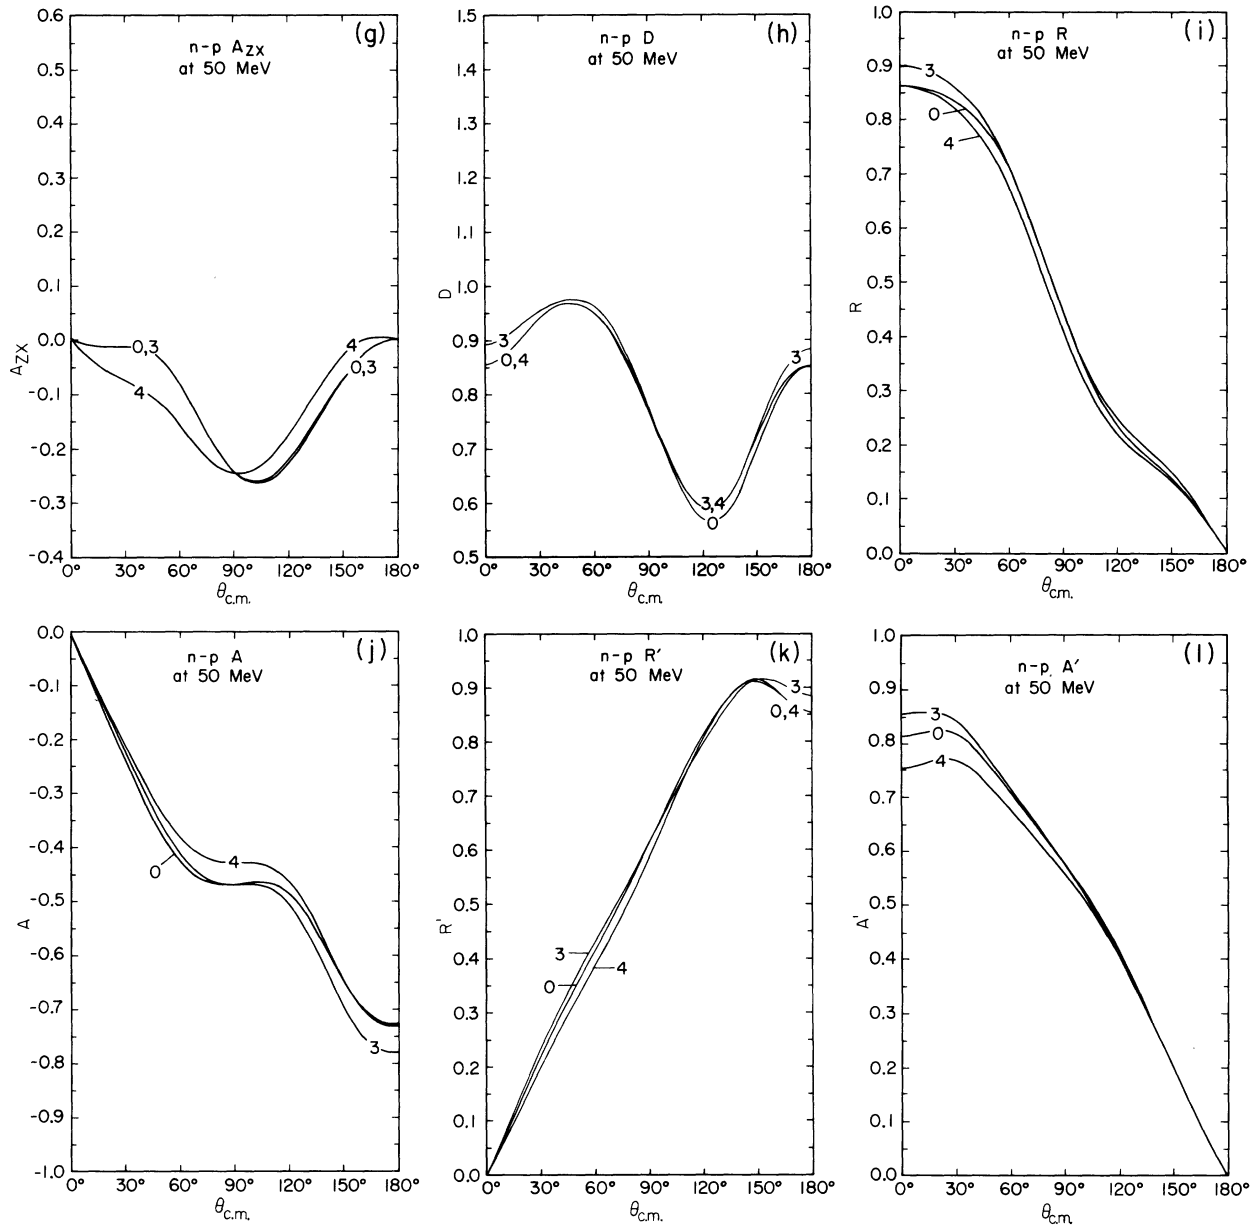 (g)
n-p AZX
at 50 MeV
0.6
0.5
0.4
0.3
0.2
0.1
0.0
-0.1
-0.2
-0.3
-0.4
AZX
0,3
4
4
0,3
0° 30° 60° 90° 120° 150° 180°
θc.m.
(h)
n-p D
at 50 MeV
1.5
1.4
1.3
1.2
1.1
1.0
0.9
0.8
0.7
0.6
0.5
D
3
0,4
3
3,4
0
0° 30° 60° 90° 120° 150° 180°
θc.m.
(i)
n-p R
at 50 MeV
1.0
0.9
0.8
0.7
0.6
0.5
0.4
0.3
0.2
0.1
0.0
R
3
0
4
0° 30° 60° 90° 120° 150° 180°
θc.m.
(j)
n-p A
at 50 MeV
0.0
-0.1
-0.2
-0.3
-0.4
-0.5
-0.6
-0.7
-0.8
-0.9
-1.0
A
4
0
3
0° 30° 60° 90° 120° 150° 180°
θc.m.
(k)
n-p R'
at 50 MeV
1.0
0.9
0.8
0.7
0.6
0.5
0.4
0.3
0.2
0.1
0.0
R'
3
0,4
3
4
0
0° 30° 60° 90° 120° 150° 180°
θc.m.
(l)
n-p A'
at 50 MeV
1.0
0.9
0.8
0.7
0.6
0.5
0.4
0.3
0.2
0.1
0.0
A'
3
0
4
0° 30° 60° 90° 120° 150° 180°
θc.m.